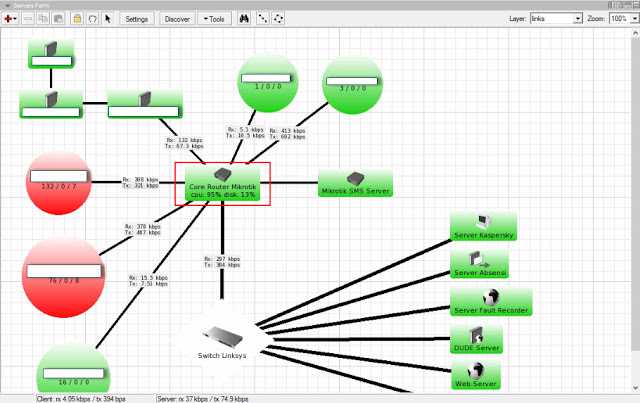 Servers Farm
Settings
Discover
Tools
Layer:
links
Zoom:
100%
1 / 0 / 0
3 / 0 / 0
Rx: 5.3 kbps
Tx: 10.5 kbps
Rx: 413 kbps
Tx: 602 kbps
Rx: 132 kbps
Tx: 67.3 kbps
132 / 0 / 7
Rx: 308 kbps
Tx: 321 kbps
Core Router Mikrotik
cpu: 95% disk: 13%
Mikrotik SMS Server
Rx: 378 kbps
Tx: 467 kbps
Server Kaspersky
Rx: 297 kbps
Tx: 304 kbps
Server Absensi
76 / 0 / 8
Rx: 15.5 kbps
Tx: 7.53 kbps
Server Fault Recorder
DUDE Server
Switch Linksys
16 / 0 / 0
Web Server
Client: rx 4.05 kbps / tx 394 bps
Server: rx 37 kbps / tx 74.9 kbps